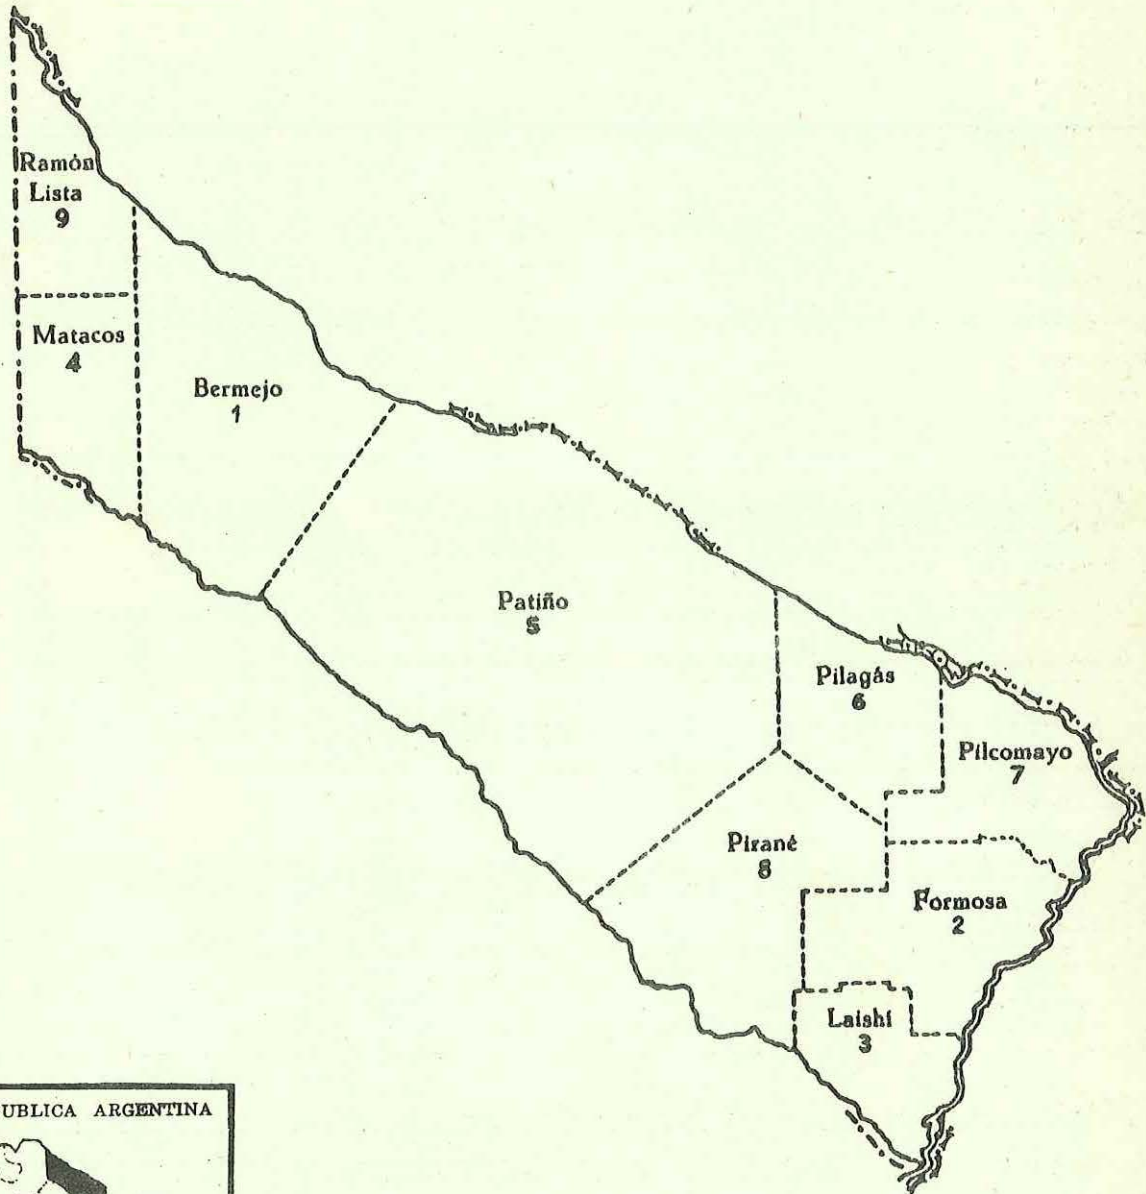 Ramón
Lista
9
Matacos
4
Bermejo
1
Patiño
5
Pilagás
6
Pilcomayo
7
Pirané
8
Formosa
2
Laishí
3
UBLICA ARGENTINA